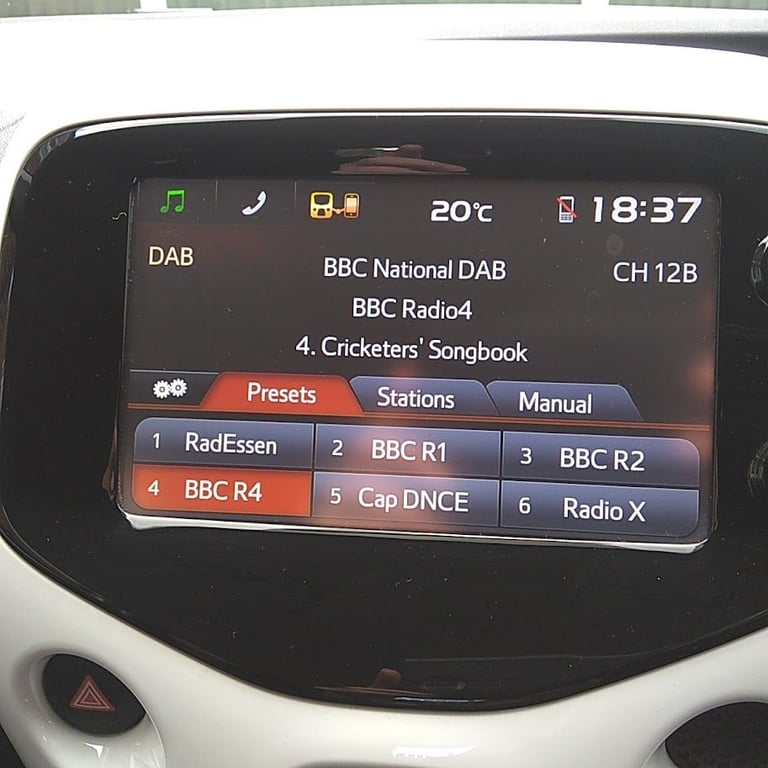 20°C 18:37
DAB BBC National DAB CH 12B
BBC Radio4
4. Cricketers' Songbook
Presets Stations Manual
1 RadEssen 2 BBC R1 3 BBC R2
4 BBC R4 5 Cap DNCE 6 Radio X